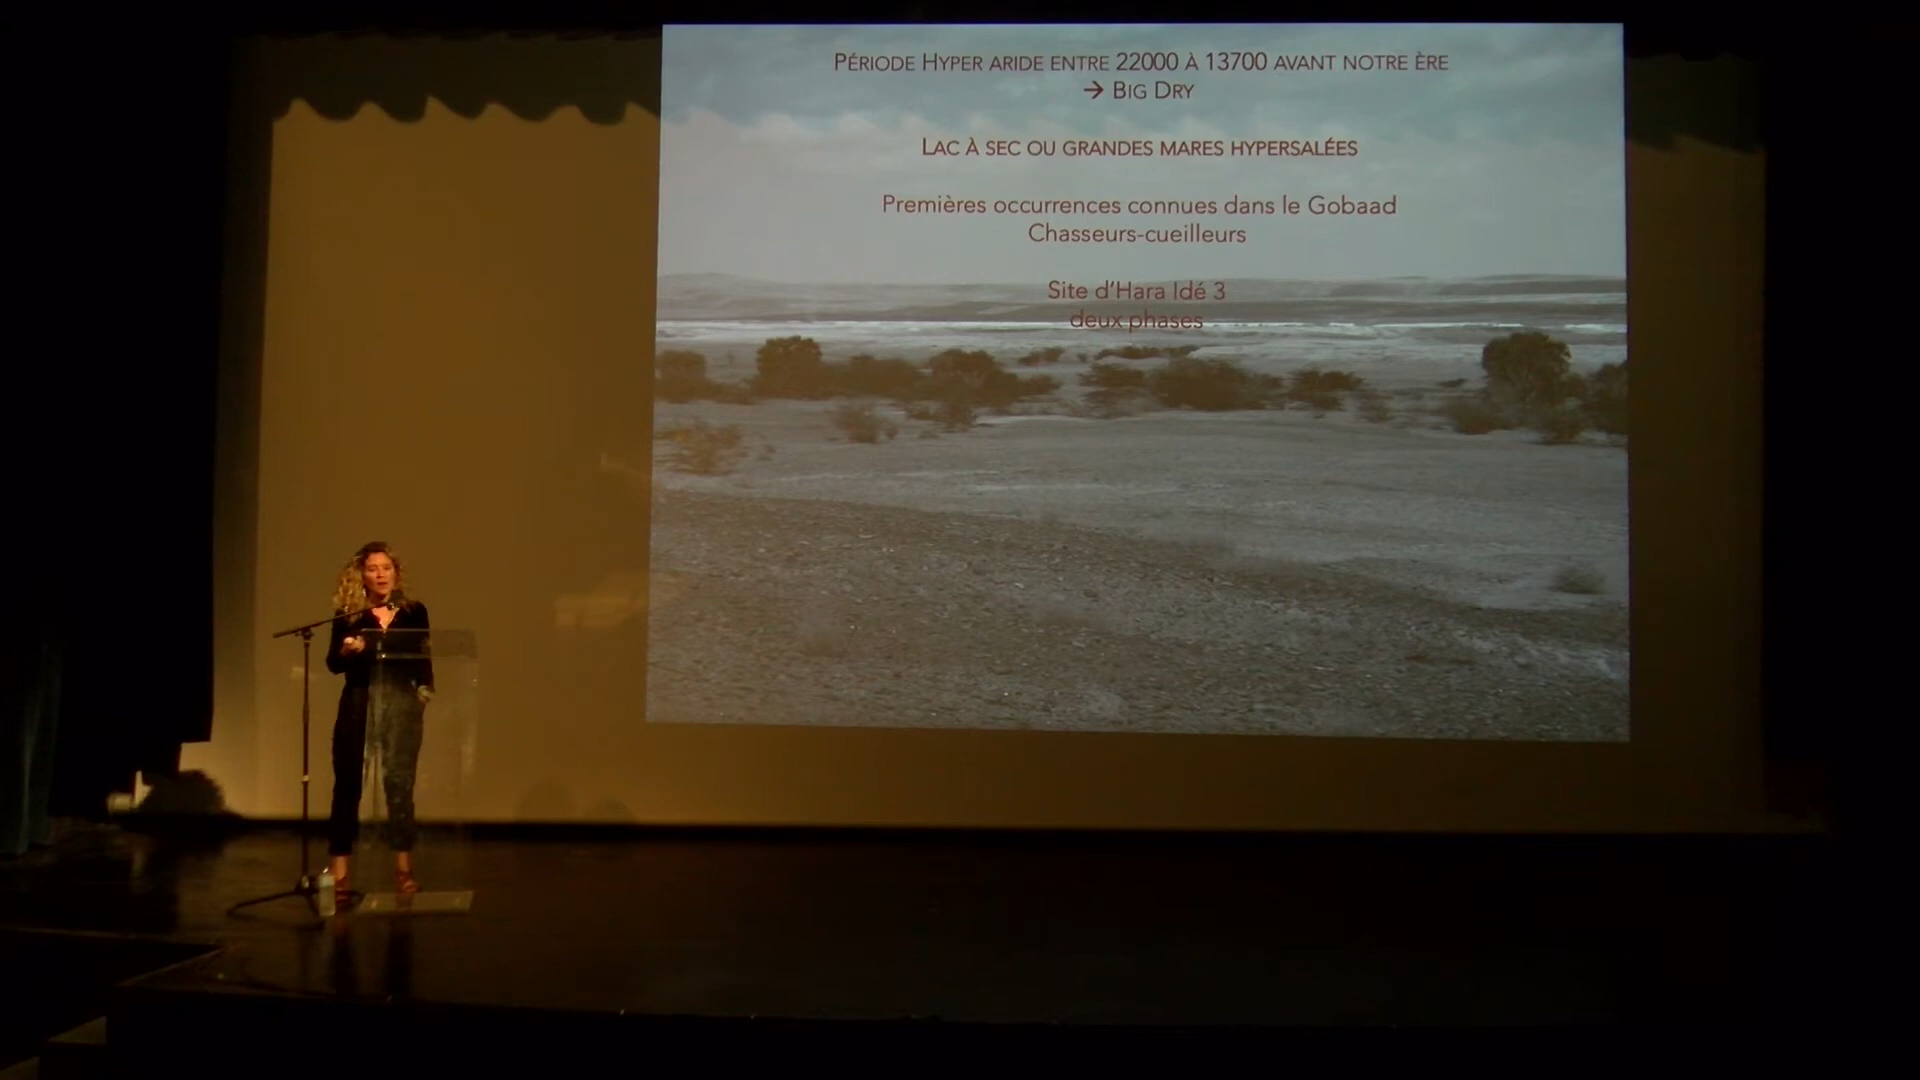 PÉRIODE HYPER ARIDE ENTRE 22000 À 13700 AVANT NOTRE ÈRE
→ BIG DRY
LAC À SEC OU GRANDES MARES HYPERSALÉES
Premières occurrences connues dans le Gobaad
Chasseurs-cueilleurs
Site d'Hara Idé 3
deux phases